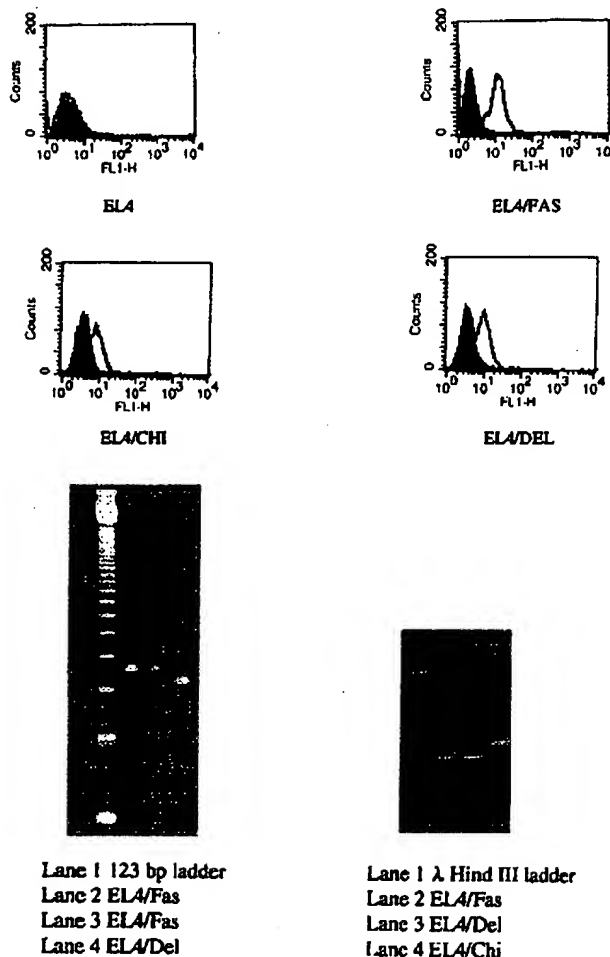 200
Counts
0
10⁰ 10¹ 10² 10³ 10⁴
FL1-H
EL4
200
Counts
0
10⁰ 10¹ 10² 10³ 10⁴
FL1-H
EL4/FAS
200
Counts
0
10⁰ 10¹ 10² 10³ 10⁴
FL1-H
EL4/CHI
200
Counts
0
10⁰ 10¹ 10² 10³ 10⁴
FL1-H
EL4/DEL
Lane 1 123 bp ladder
Lane 2 EL4/Fas
Lane 3 EL4/Fas
Lane 4 EL4/Del
Lane 1 λ Hind III ladder
Lane 2 EL4/Fas
Lane 3 EL4/Del
Lane 4 EL4/Chi